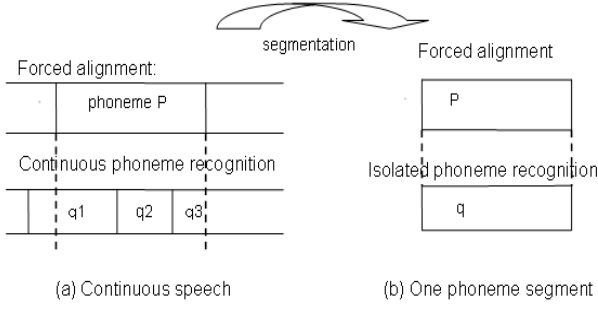 segmentation
Forced alignment:
phoneme P
Continuous phoneme recognition
q1 q2 q3
(a) Continuous speech
Forced alignment
P
Isolated phoneme recognition
q
(b) One phoneme segment